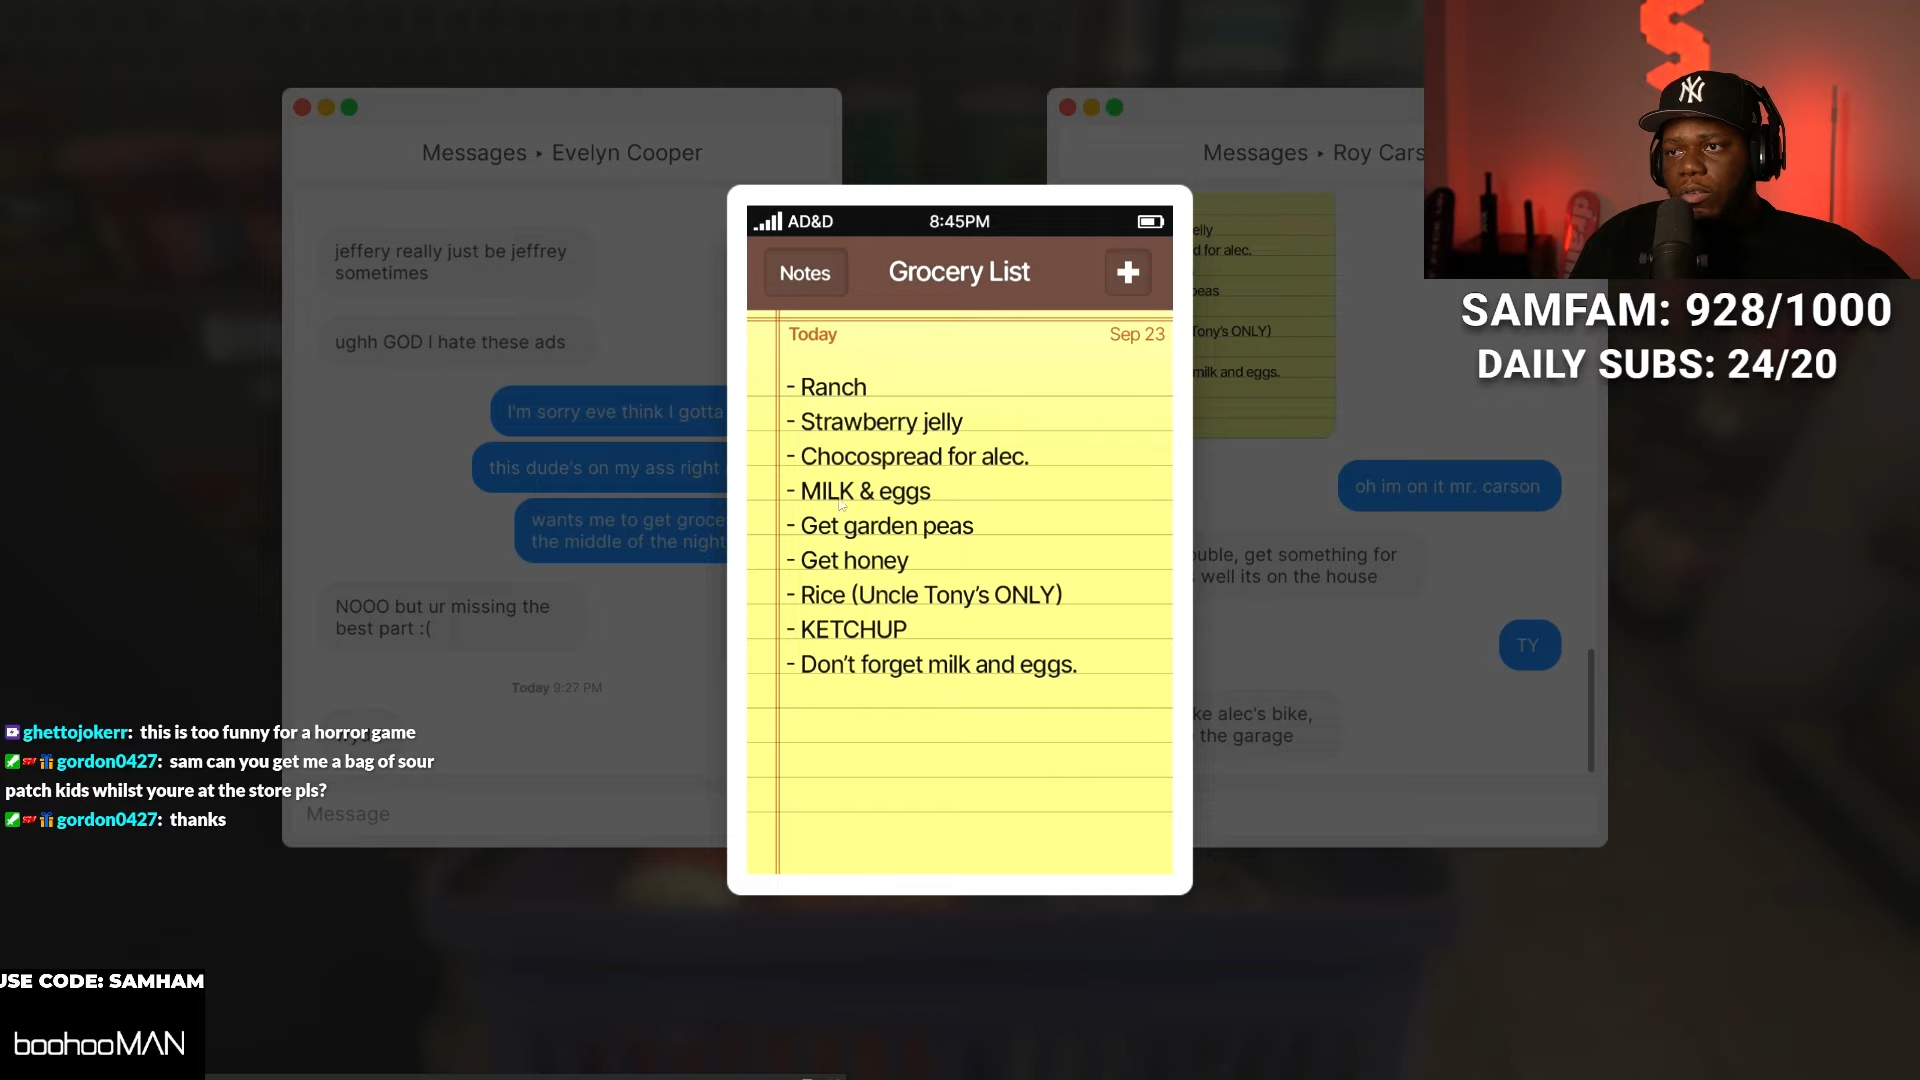 Messages ▸ Evelyn Cooper
jeffery really just be jeffrey
sometimes
ughh GOD I hate these ads
I'm sorry eve think I gotta
this dude's on my ass right
wants me to get groce
the middle of the night
NOOO but ur missing the
best part :(
Today 9:27 PM
Message
AD&D
8:45PM
Notes
Grocery List
+
Today
Sep 23
- Ranch
- Strawberry jelly
- Chocospread for alec.
- MILK & eggs
- Get garden peas
- Get honey
- Rice (Uncle Tony's ONLY)
- KETCHUP
- Don't forget milk and eggs.
Messages ▸ Roy Cars
elly
d for alec.
peas
Tony's ONLY)
milk and eggs.
oh im on it mr. carson
ouble, get something for
well its on the house
TY
ke alec's bike,
the garage
NY
SAMFAM: 928/1000
DAILY SUBS: 24/20
ghettojokerr: this is too funny for a horror game
gordon0427: sam can you get me a bag of sour
patch kids whilst youre at the store pls?
gordon0427: thanks
USE CODE: SAMHAM
boohooMAN